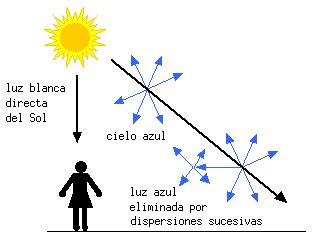 luz blanca
directa
del Sol
cielo azul
luz azul
eliminada por
dispersiones sucesivas